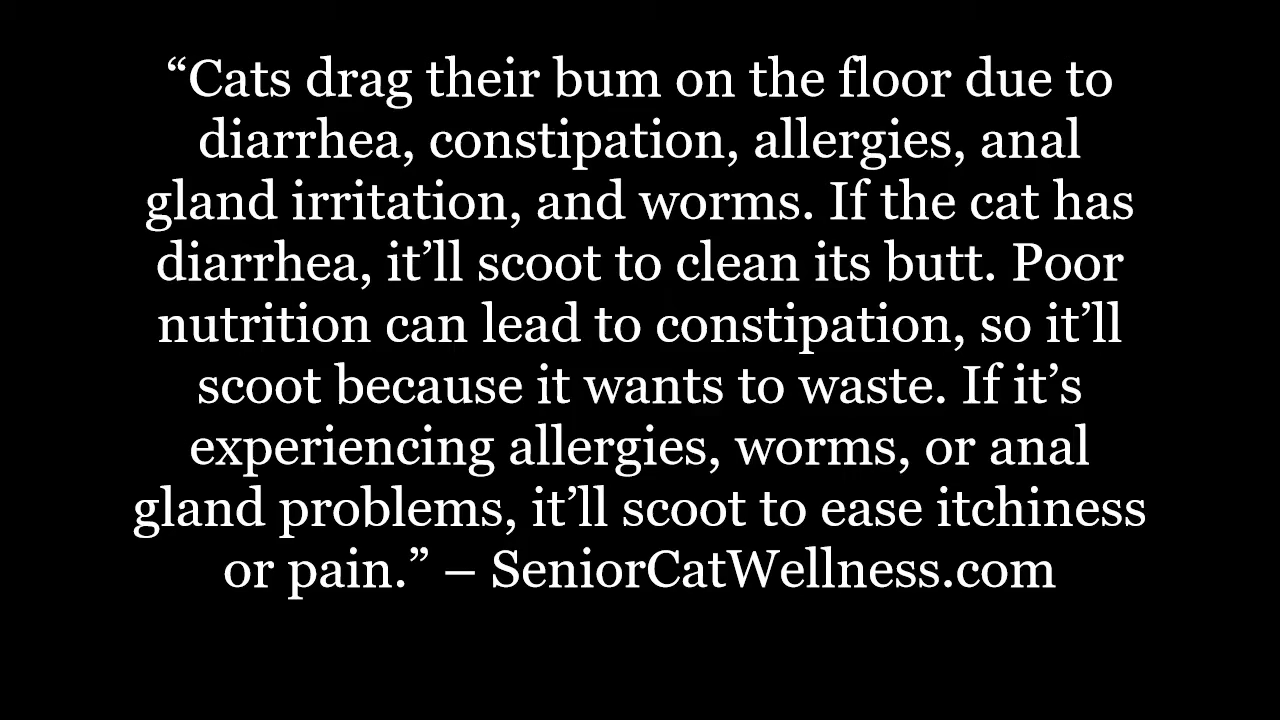 “Cats drag their bum on the floor due to
diarrhea, constipation, allergies, anal
gland irritation, and worms. If the cat has
diarrhea, it’ll scoot to clean its butt. Poor
nutrition can lead to constipation, so it’ll
scoot because it wants to waste. If it’s
experiencing allergies, worms, or anal
gland problems, it’ll scoot to ease itchiness
or pain.” – SeniorCatWellness.com